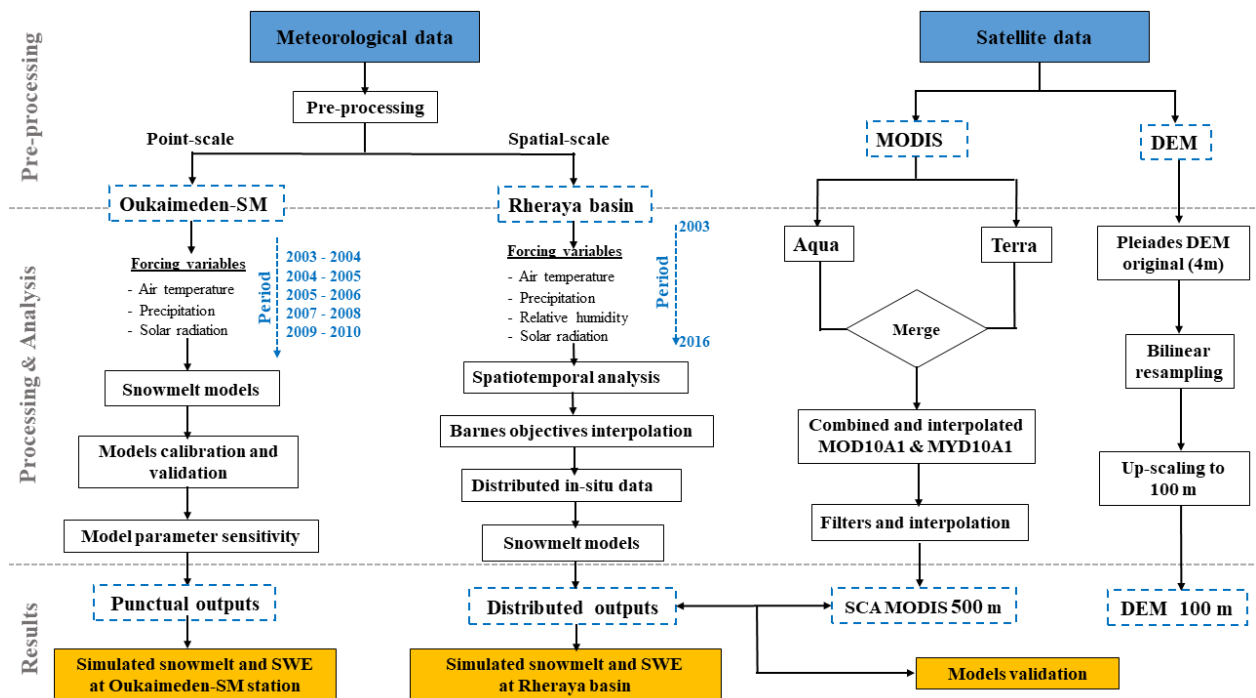 Pre-processing
Meteorological data
Satellite data
Pre-processing
Point-scale
Spatial-scale
MODIS
DEM
Oukaimeden-SM
Rheraya basin
Processing & Analysis
Forcing variables
- Air temperature
- Precipitation
- Solar radiation
Period
2003 - 2004
2004 - 2005
2005 - 2006
2007 - 2008
2009 - 2010
Snowmelt models
Models calibration and
validation
Model parameter sensitivity
Forcing variables
- Air temperature
- Precipitation
- Relative humidity
- Solar radiation
2003
Period
2016
Spatiotemporal analysis
Barnes objectives interpolation
Distributed in-situ data
Snowmelt models
Aqua
Terra
Merge
Combined and interpolated
MOD10A1 & MYD10A1
Filters and interpolation
Pleiades DEM
original (4m)
Bilinear
resampling
Up-scaling to
100 m
Results
Punctual outputs
Distributed outputs
SCA MODIS 500 m
DEM 100 m
Simulated snowmelt and SWE
at Oukaimeden-SM station
Simulated snowmelt and SWE
at Rheraya basin
Models validation